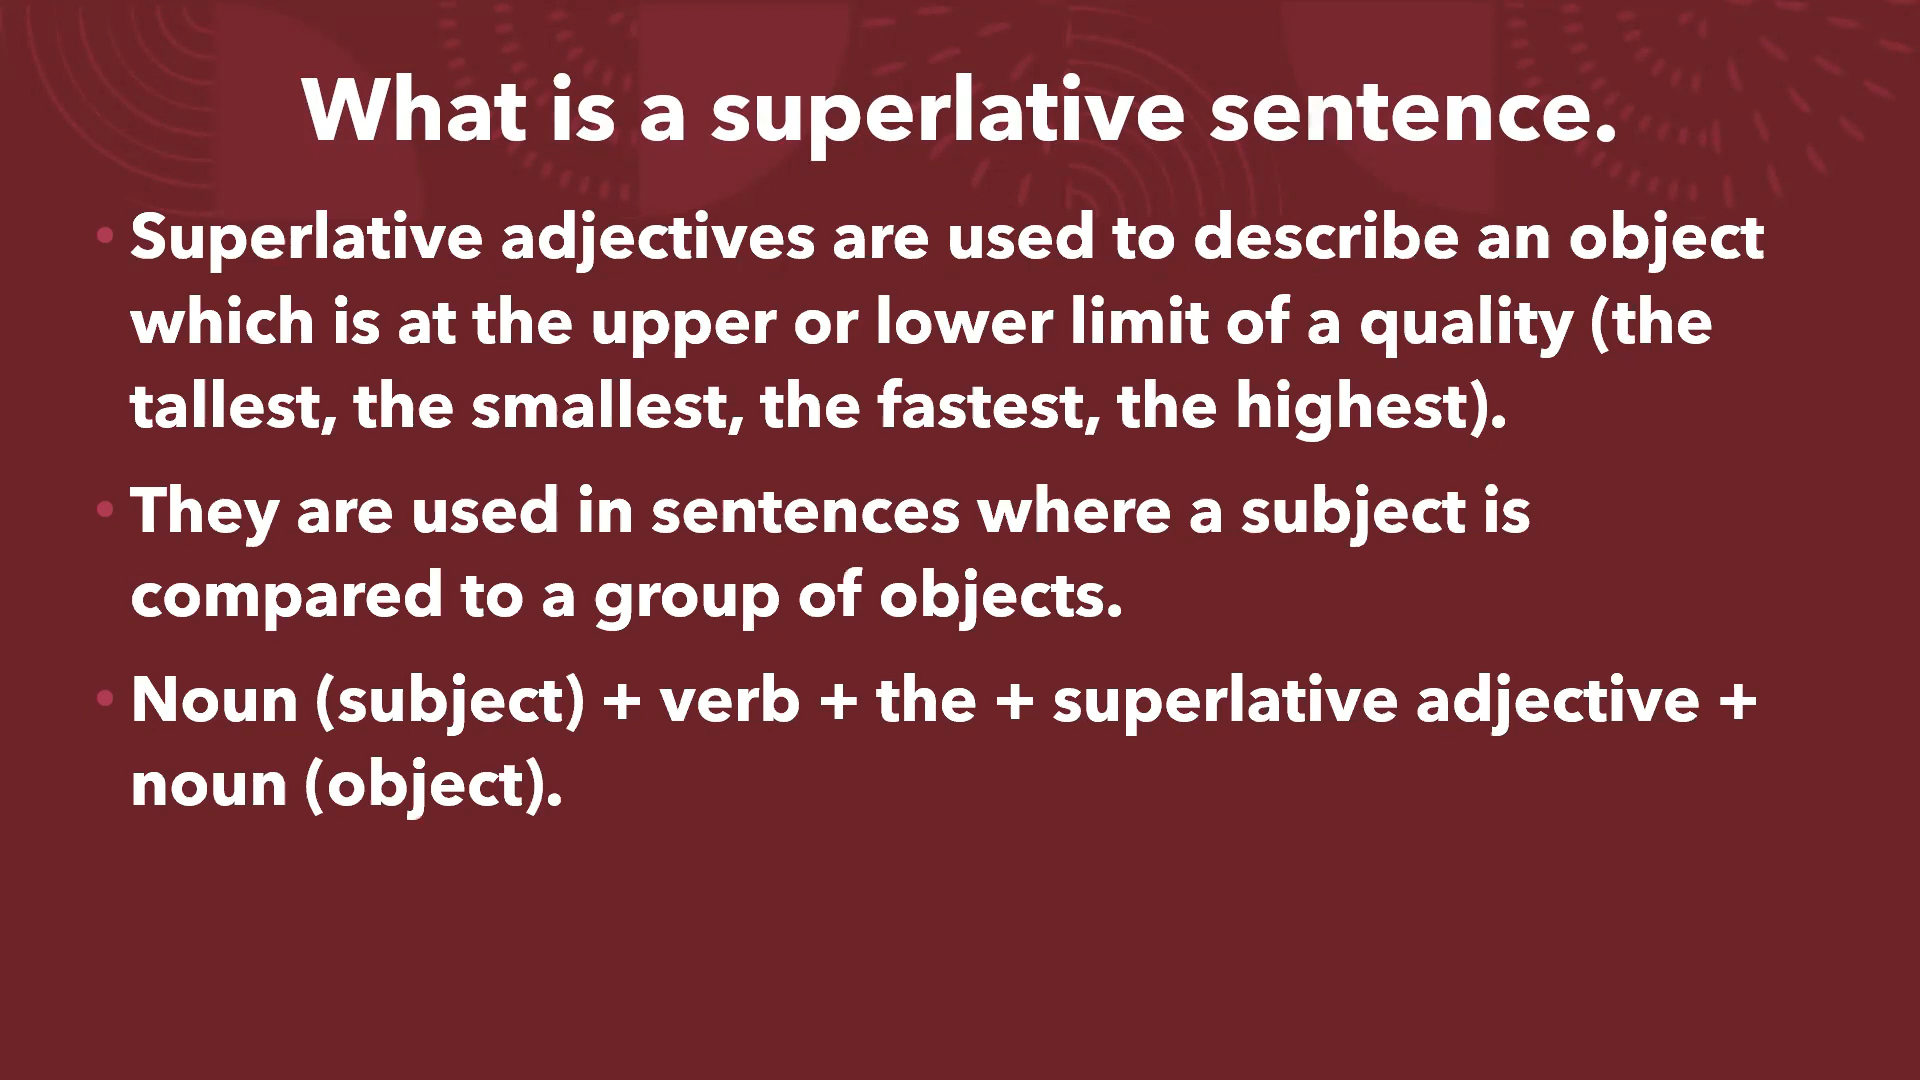 What is a superlative sentence.
• Superlative adjectives are used to describe an object
which is at the upper or lower limit of a quality (the
tallest, the smallest, the fastest, the highest).
• They are used in sentences where a subject is
compared to a group of objects.
• Noun (subject) + verb + the + superlative adjective +
noun (object).